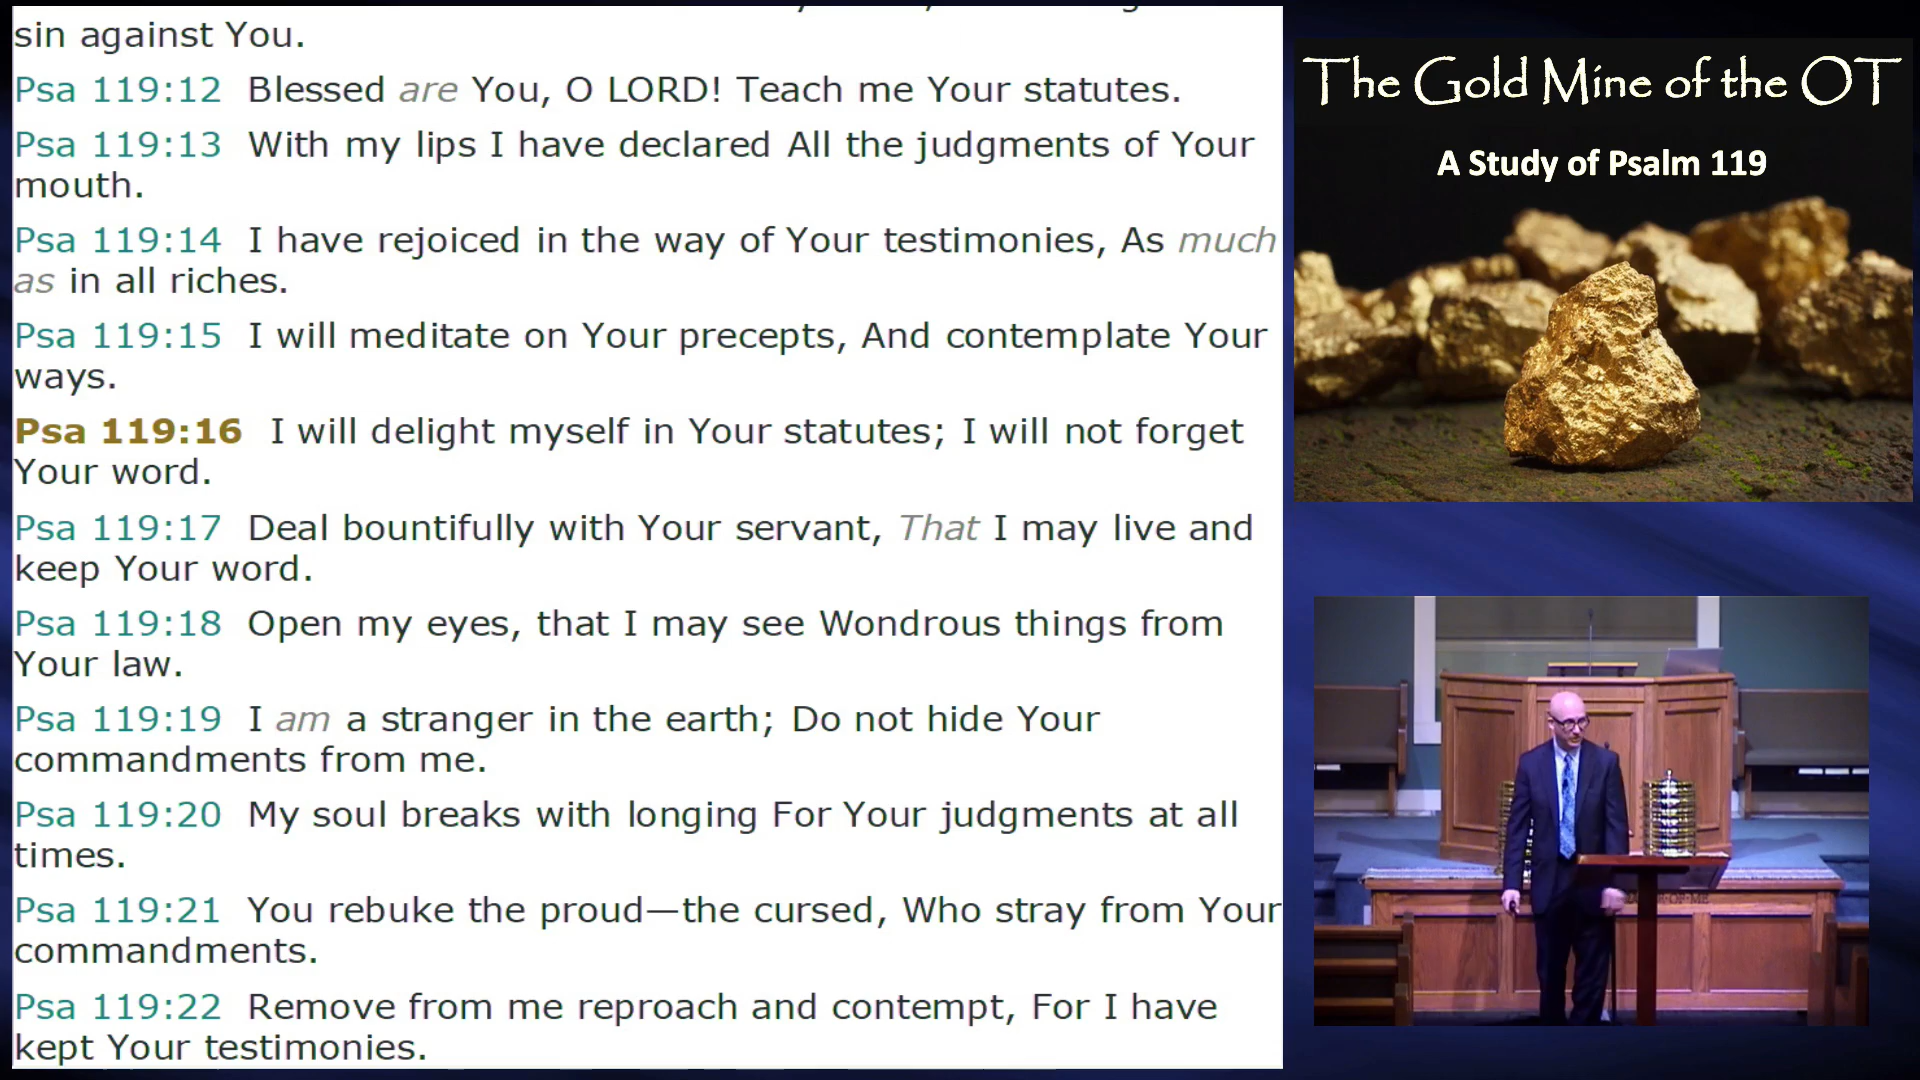 sin against You.
Psa 119:12 Blessed are You, O LORD! Teach me Your statutes.
Psa 119:13 With my lips I have declared All the judgments of Your
mouth.
Psa 119:14 I have rejoiced in the way of Your testimonies, As much
as in all riches.
Psa 119:15 I will meditate on Your precepts, And contemplate Your
ways.
Psa 119:16 I will delight myself in Your statutes; I will not forget
Your word.
Psa 119:17 Deal bountifully with Your servant, That I may live and
keep Your word.
Psa 119:18 Open my eyes, that I may see Wondrous things from
Your law.
Psa 119:19 I am a stranger in the earth; Do not hide Your
commandments from me.
Psa 119:20 My soul breaks with longing For Your judgments at all
times.
Psa 119:21 You rebuke the proud—the cursed, Who stray from Your
commandments.
Psa 119:22 Remove from me reproach and contempt, For I have
kept Your testimonies.
The Gold Mine of the OT
A Study of Psalm 119
OF ME